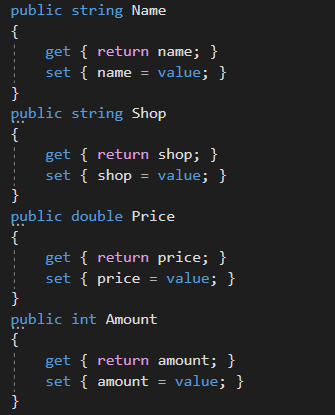 public string Name
{
get { return name; }
set { name = value; }
}
public string Shop
{
get { return shop; }
set { shop = value; }
}
public double Price
{
get { return price; }
set { price = value; }
}
public int Amount
{
get { return amount; }
set { amount = value; }
}